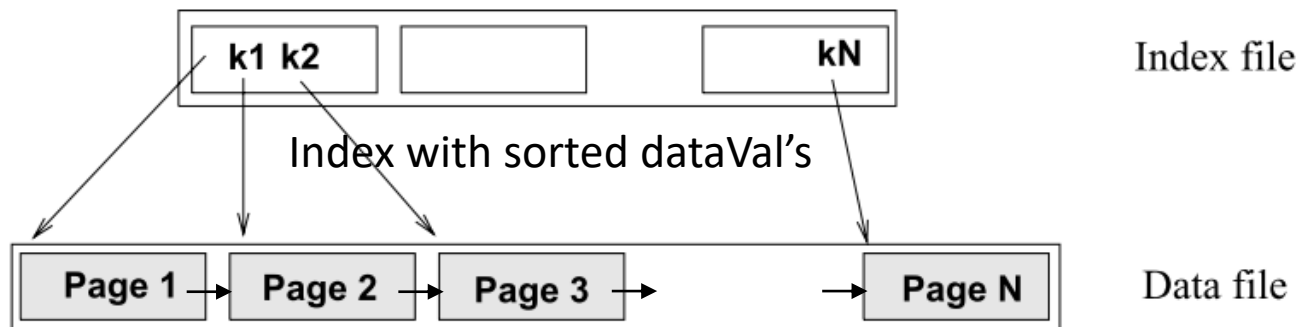 k1 k2 kN Index file
Index with sorted dataVal's
Page 1 Page 2 Page 3 Page N Data file